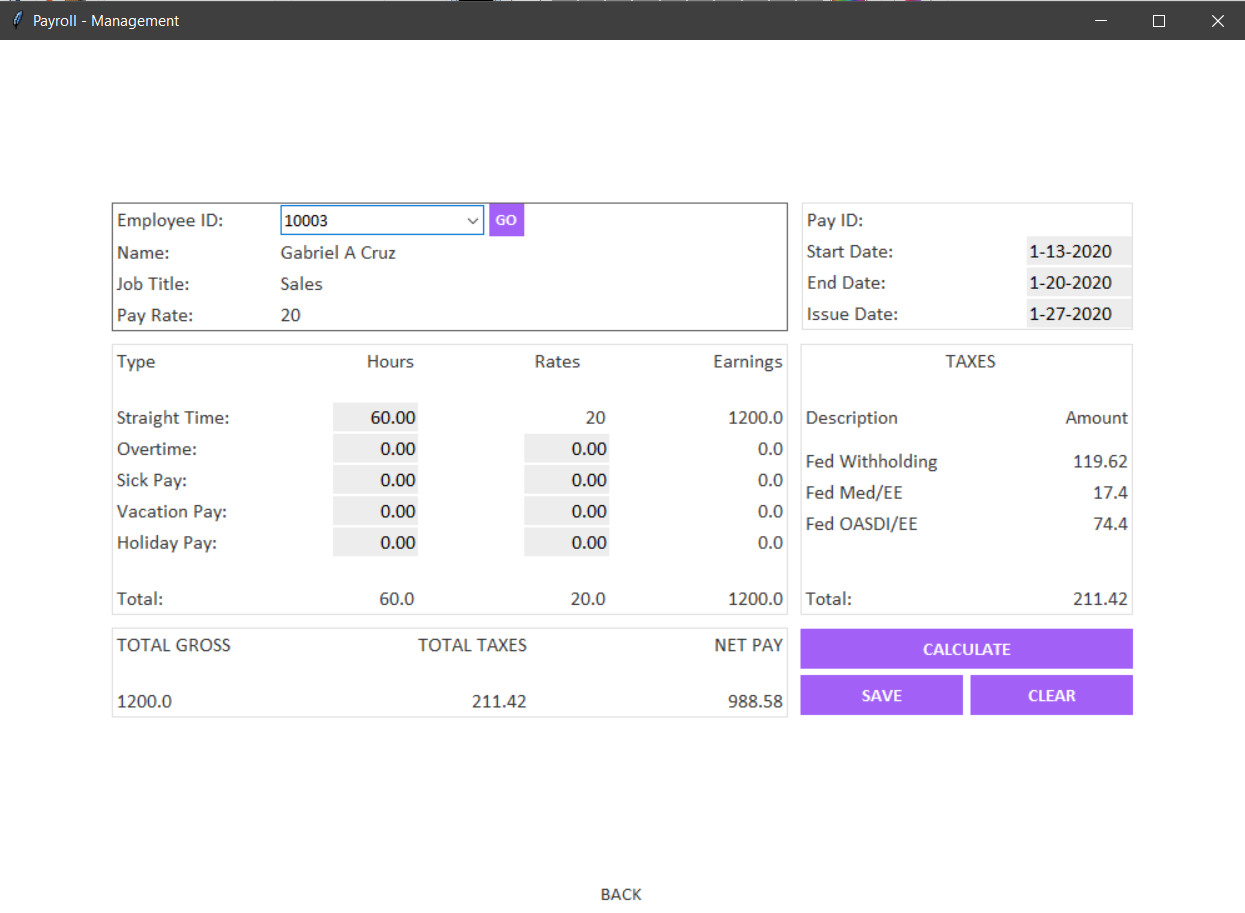 Payroll - Management
Employee ID: 10003 GO
Name: Gabriel A Cruz
Job Title: Sales
Pay Rate: 20
Pay ID:
Start Date: 1-13-2020
End Date: 1-20-2020
Issue Date: 1-27-2020
Type Hours Rates Earnings
Straight Time: 60.00 20 1200.0
Overtime: 0.00 0.00 0.0
Sick Pay: 0.00 0.00 0.0
Vacation Pay: 0.00 0.00 0.0
Holiday Pay: 0.00 0.00 0.0
Total: 60.0 20.0 1200.0
TAXES
Description Amount
Fed Withholding 119.62
Fed Med/EE 17.4
Fed OASDI/EE 74.4
Total: 211.42
TOTAL GROSS TOTAL TAXES NET PAY
1200.0 211.42 988.58
CALCULATE
SAVE CLEAR
BACK